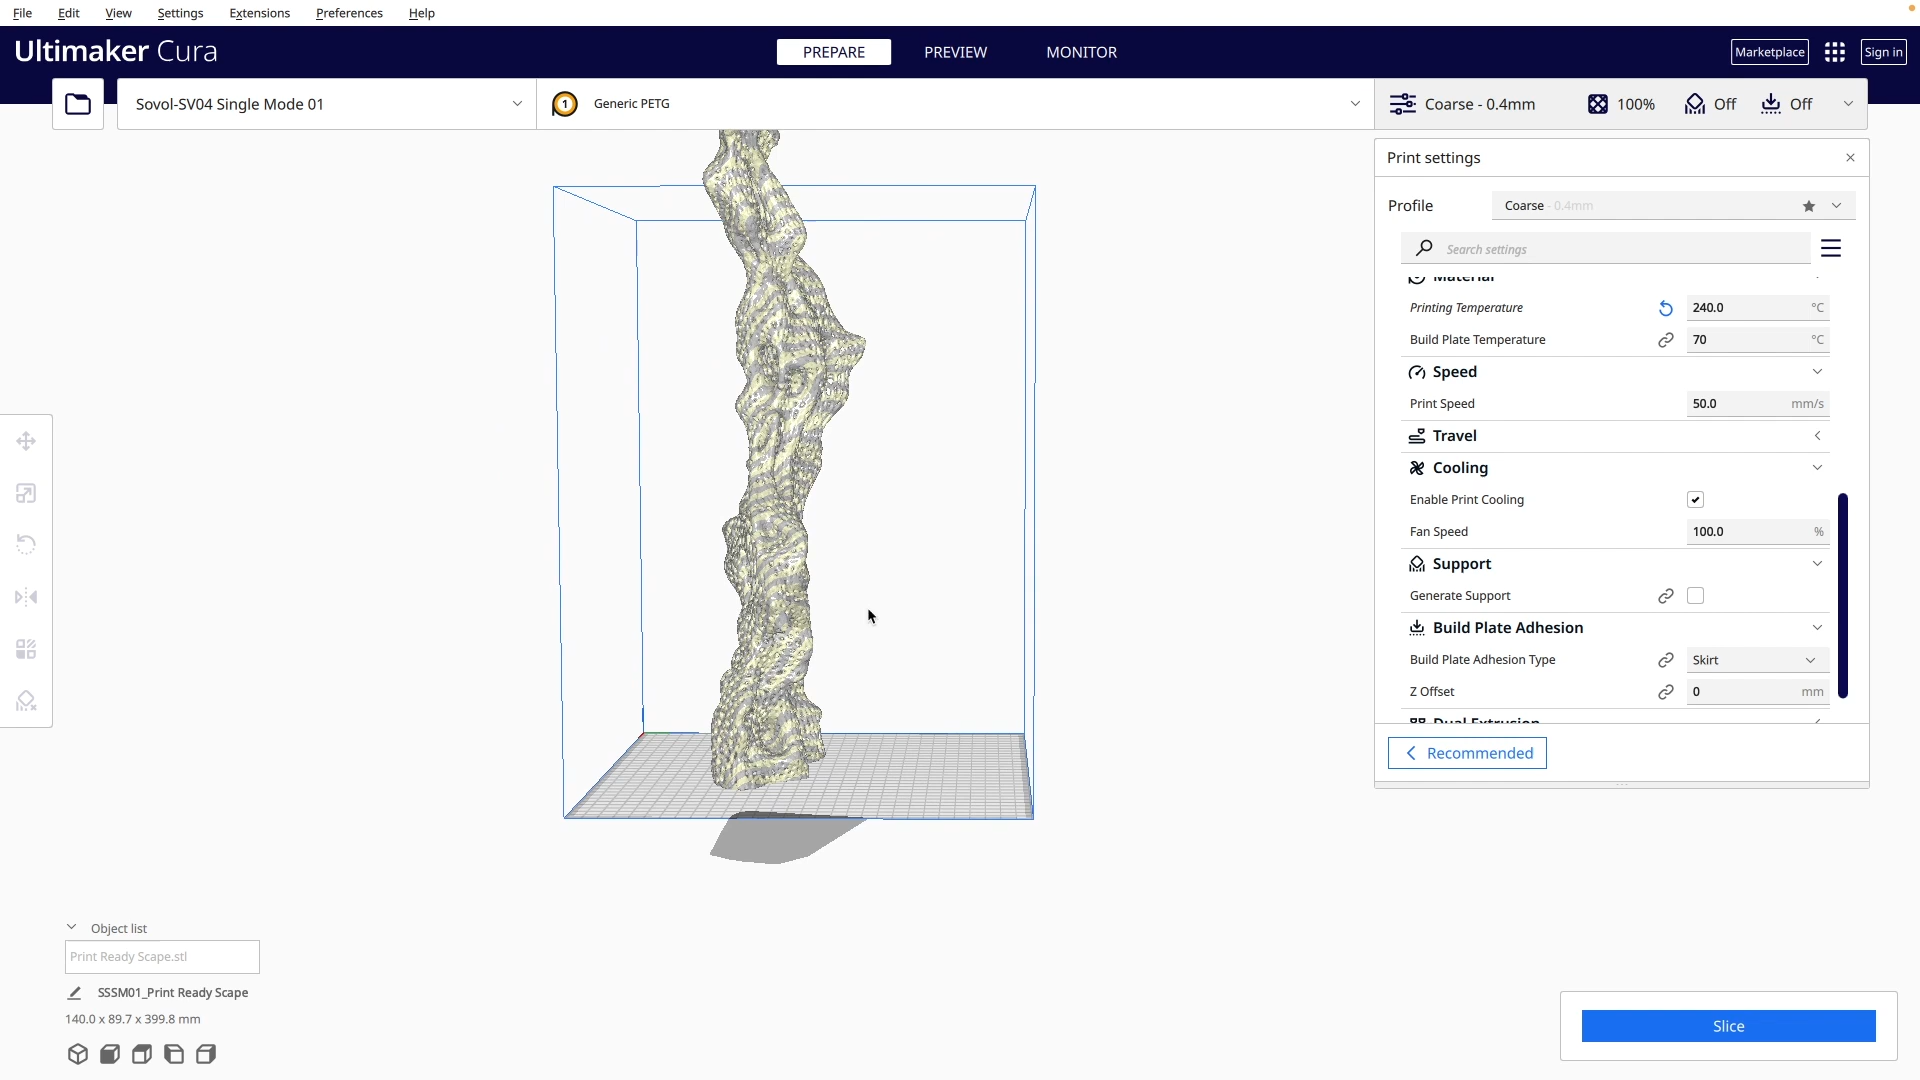 File Edit View Settings Extensions Preferences Help
Ultimaker Cura
PREPARE PREVIEW MONITOR
Marketplace
Sign in
Sovol-SV04 Single Mode 01
1 Generic PETG
Coarse - 0.4mm 100% Off Off
Print settings
Profile Coarse - 0.4mm
Search settings
Material
Printing Temperature 240.0 °C
Build Plate Temperature 70 °C
Speed
Print Speed 50.0 mm/s
Travel
Cooling
Enable Print Cooling
Fan Speed 100.0 %
Support
Generate Support
Build Plate Adhesion
Build Plate Adhesion Type Skirt
Z Offset 0 mm
Dual Extrusion
Recommended
Object list
Print Ready Scape.stl
SSSM01_Print Ready Scape
140.0 x 89.7 x 399.8 mm
Slice